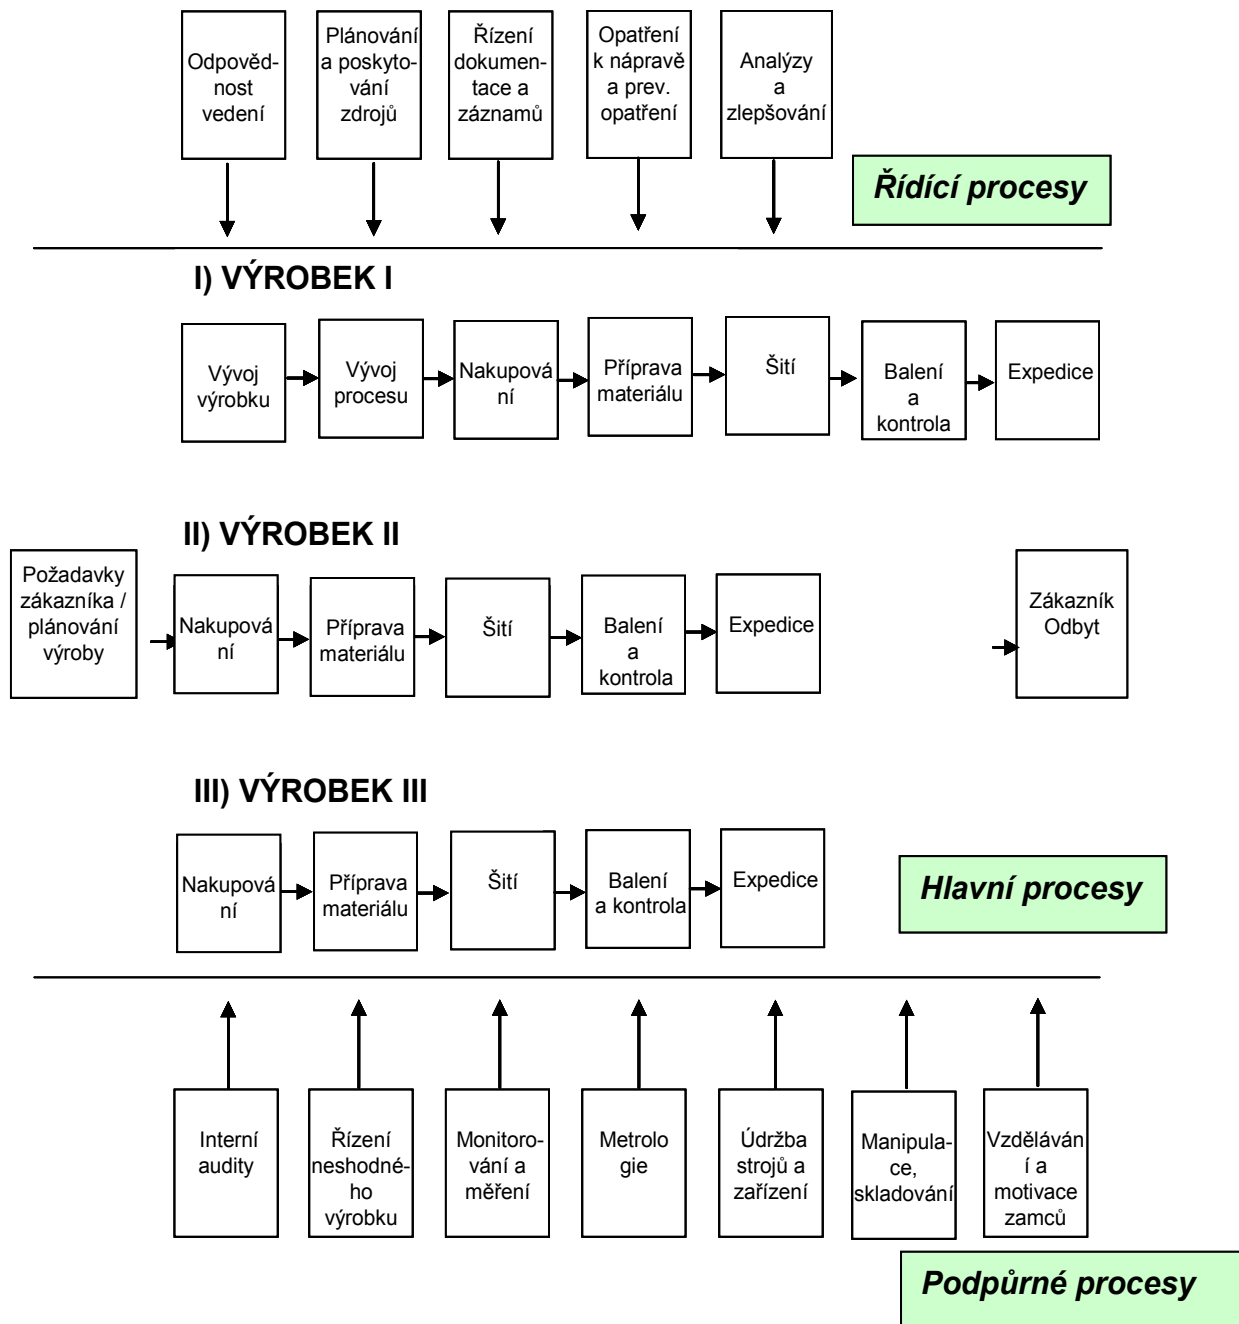 Odpověd-
nost
vedení
Plánování
a poskyto-
vání
zdrojů
Řízení
dokumen-
tace a
záznamů
Opatření
k nápravě
a prev.
opatření
Analýzy
a
zlepšování
Řídící procesy
I) VÝROBEK I
Vývoj
výrobku
Vývoj
procesu
Nakupová
ní
Příprava
materiálu
Šití
Balení
a
kontrola
Expedice
II) VÝROBEK II
Požadavky
zákazníka /
plánování
výroby
Nakupová
ní
Příprava
materiálu
Šití
Balení
a
kontrola
Expedice
Zákazník
Odbyt
III) VÝROBEK III
Nakupová
ní
Příprava
materiálu
Šití
Balení
a kontrola
Expedice
Hlavní procesy
Interní
audity
Řízení
neshodné-
ho
výrobku
Monitoro-
vání a
měření
Metrolo
gie
Údržba
strojů a
zařízení
Manipula-
ce,
skladování
Vzděláván
í a
motivace
zamců
Podpůrné procesy